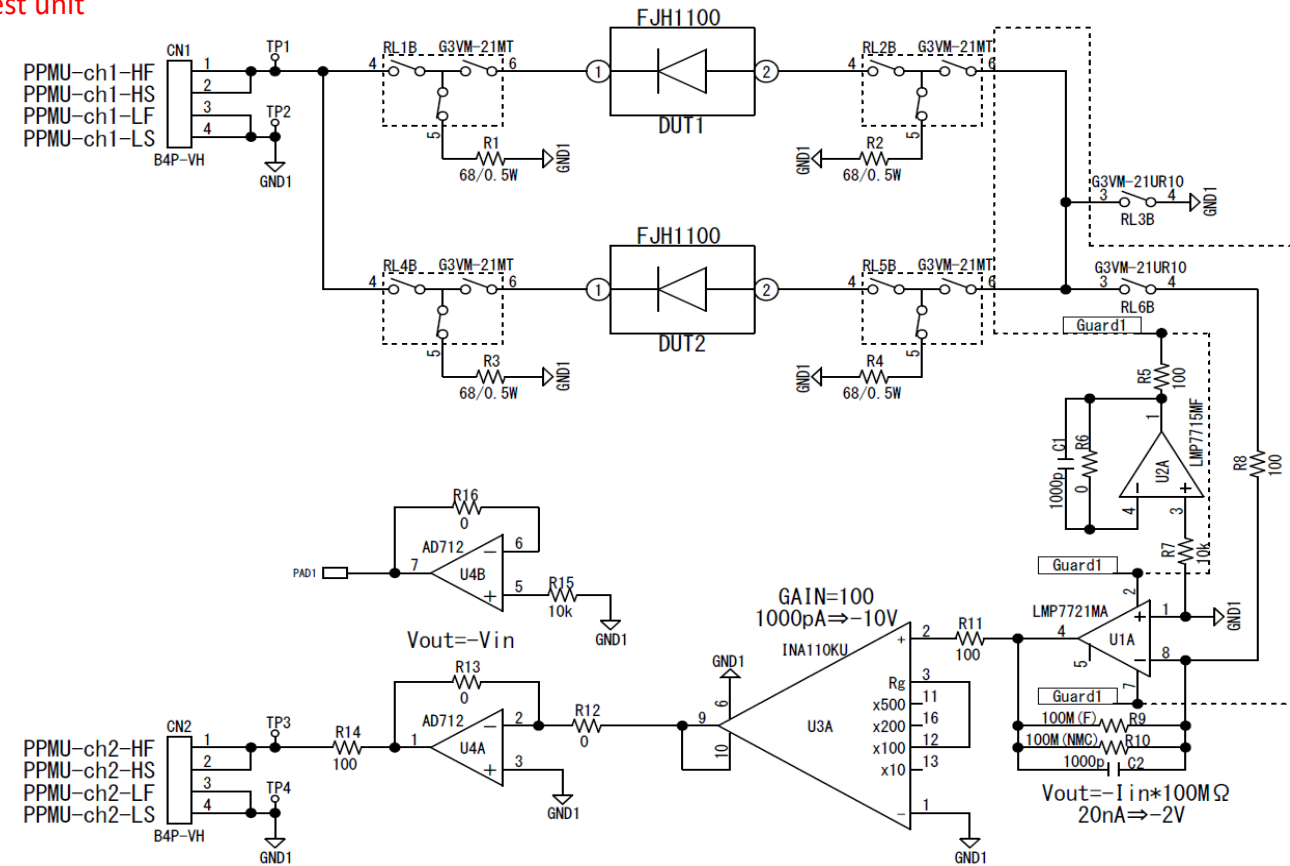 est unit
FJH1100
RL1B G3VM-21MT
RL2B G3VM-21MT
CN1
TP1
PPMU-ch1-HF 1
PPMU-ch1-HS 2
PPMU-ch1-LF 3
PPMU-ch1-LS 4
TP2
B4P-VH
GND1
4 6 5
1 2
4 6 5
DUT1
R1
68/0.5W
GND1
R2
68/0.5W
GND1
G3VM-21UR10
3 4
RL3B
GND1
FJH1100
RL4B G3VM-21MT
RL5B G3VM-21MT
4 6 5
1 2
4 6 5
DUT2
R3
68/0.5W
GND1
R4
68/0.5W
GND1
G3VM-21UR10
3 4
RL6B
Guard1
R5
100
C1
1000p
R6
0
1
U2A
LMP7715MF
- +
4 3
R7
10k
R8
100
R16
0
AD712
7 - 6
U4B
+ 5
PAD1
R15
10k
GND1
Guard1
2
LMP7721MA
4 + 1
U1A
5 - 8
7
GND1
Guard1
100M(F) R9
100M(NMC) R10
1000p C2
Vout=-Iin*100MΩ
20nA⇒-2V
GAIN=100
1000pA⇒-10V
INA110KU
+ 2
R11
100
Rg 3
x500 11
x200 16
x100 12
x10 13
- 1
U3A
GND1
6
9
10
GND1
Vout=-Vin
R13
0
AD712
1 - 2
U4A
+ 3
R12
0
GND1
R14
100
CN2
TP3
PPMU-ch2-HF 1
PPMU-ch2-HS 2
PPMU-ch2-LF 3
PPMU-ch2-LS 4
TP4
B4P-VH
GND1